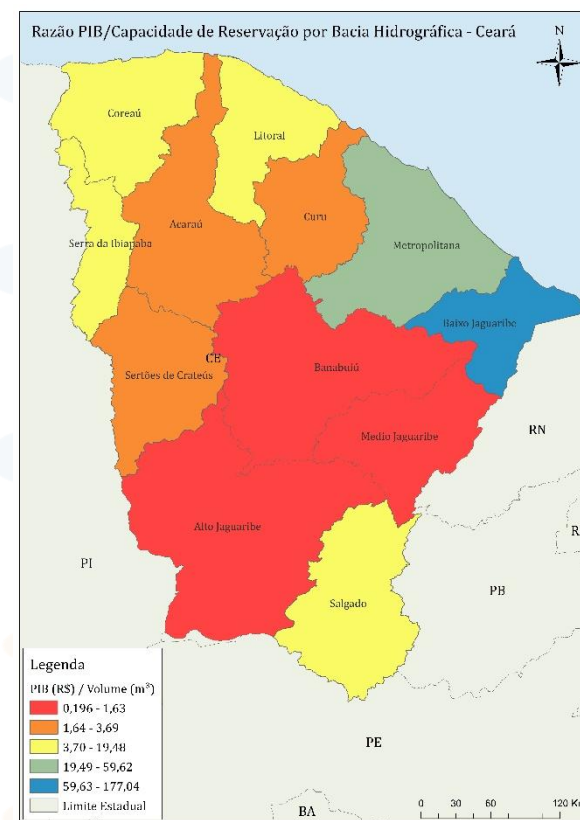 Razão PIB/Capacidade de Reservação por Bacia Hidrográfica - Ceará
N
Coreaú
Litoral
Acaraú
Curu
Serra da Ibiapaba
Metropolitana
Baixo Jaguaribe
CE
Sertões de Crateús
Banabuiú
RN
Medio Jaguaribe
Alto Jaguaribe
R
PI
PB
Salgado
Legenda
PIB (R$) / Volume (m³)
0,196 - 1,63
1,64 - 3,69
3,70 - 19,48
19,49 - 59,62
59,63 - 177,04
Limite Estadual
PE
BA
0 30 60 120 Km